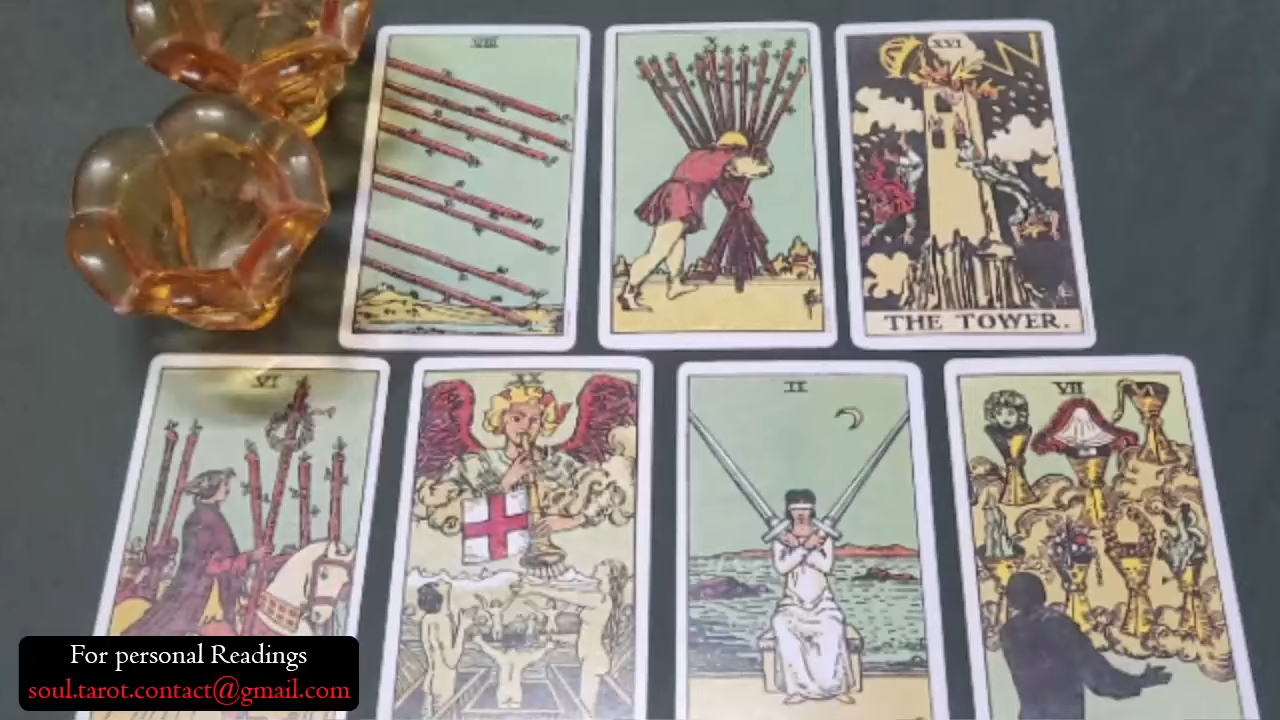 VIII
X
XVI
THE TOWER.
VI
XX
II
VII
For personal Readings
soul.tarot.contact@gmail.com